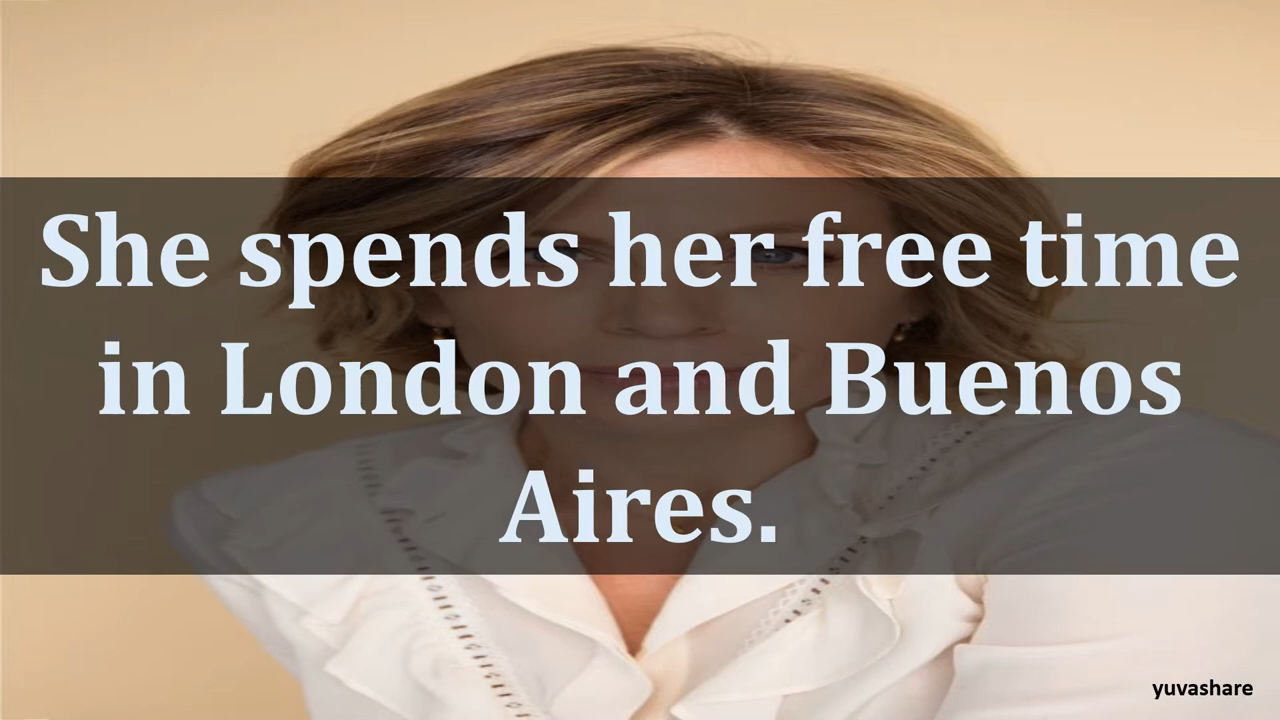 She spends her free time
in London and Buenos
Aires.
yuvashare